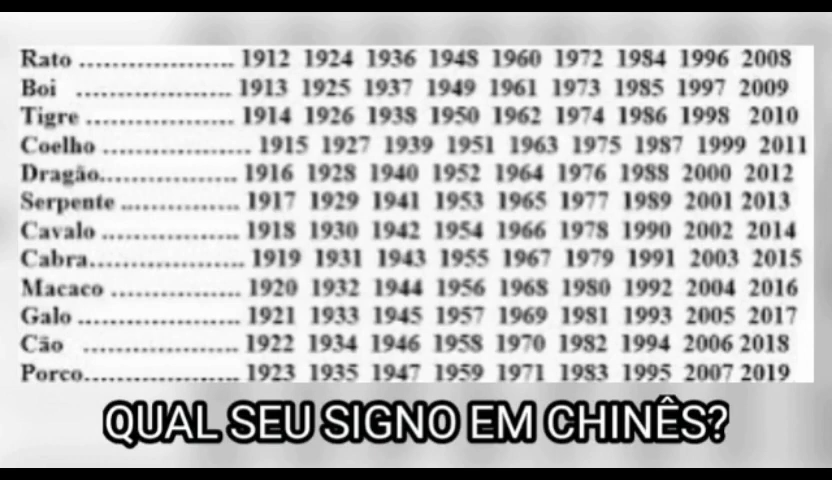 Rato ................... 1912 1924 1936 1948 1960 1972 1984 1996 2008
Boi ................... 1913 1925 1937 1949 1961 1973 1985 1997 2009
Tigre .................. 1914 1926 1938 1950 1962 1974 1986 1998 2010
Coelho .................. 1915 1927 1939 1951 1963 1975 1987 1999 2011
Dragão................. 1916 1928 1940 1952 1964 1976 1988 2000 2012
Serpente ............... 1917 1929 1941 1953 1965 1977 1989 2001 2013
Cavalo ................. 1918 1930 1942 1954 1966 1978 1990 2002 2014
Cabra................... 1919 1931 1943 1955 1967 1979 1991 2003 2015
Macaco ................ 1920 1932 1944 1956 1968 1980 1992 2004 2016
Galo .................... 1921 1933 1945 1957 1969 1981 1993 2005 2017
Cão ................... 1922 1934 1946 1958 1970 1982 1994 2006 2018
Porco................... 1923 1935 1947 1959 1971 1983 1995 2007 2019
QUAL SEU SIGNO EM CHINÊS?